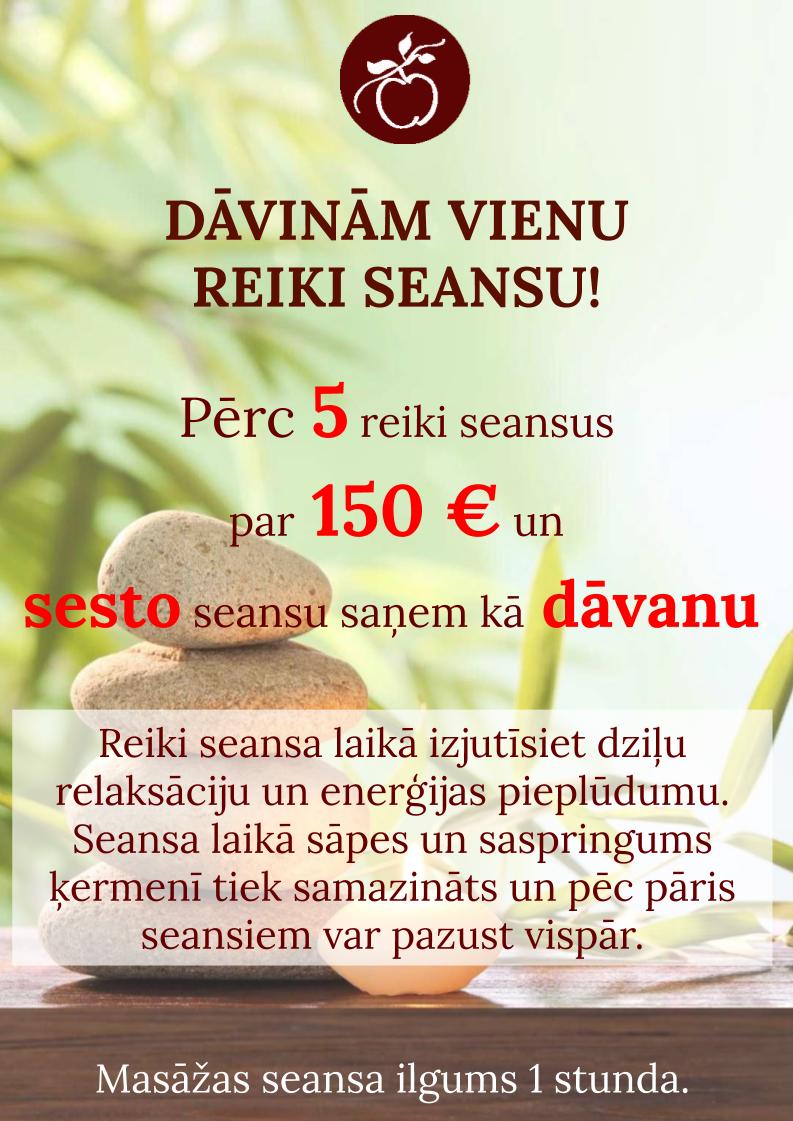 DĀVINĀM VIENU
REIKI SEANSU!
Pērc 5 reiki seansus
par 150 € un
sesto seansu saņem kā dāvanu
Reiki seansa laikā izjutīsiet dziļu
relaksāciju un enerģijas pieplūdumu.
Seansa laikā sāpes un saspringums
ķermenī tiek samazināts un pēc pāris
seansiem var pazust vispār.
Masāžas seansa ilgums 1 stunda.